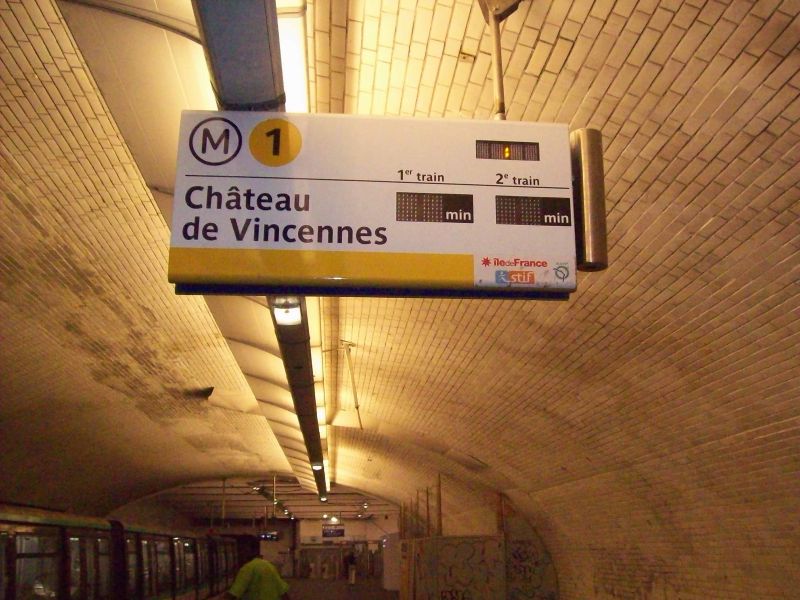 M 1
1er train 2e train
Château
de Vincennes
min min
îledeFrance
stif